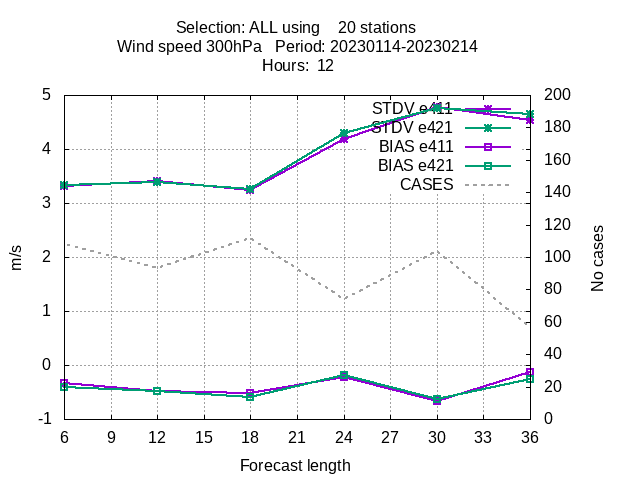 Selection: ALL using    20 stations
Wind speed 300hPa   Period: 20230114-20230214
Hours:  12
5
4
3
2
1
0
-1
200
180
160
140
120
100
80
60
40
20
0
STDV e411
STDV e421
BIAS e411
BIAS e421
CASES
m/s
No cases
6 9 12 15 18 21 24 27 30 33 36
Forecast length